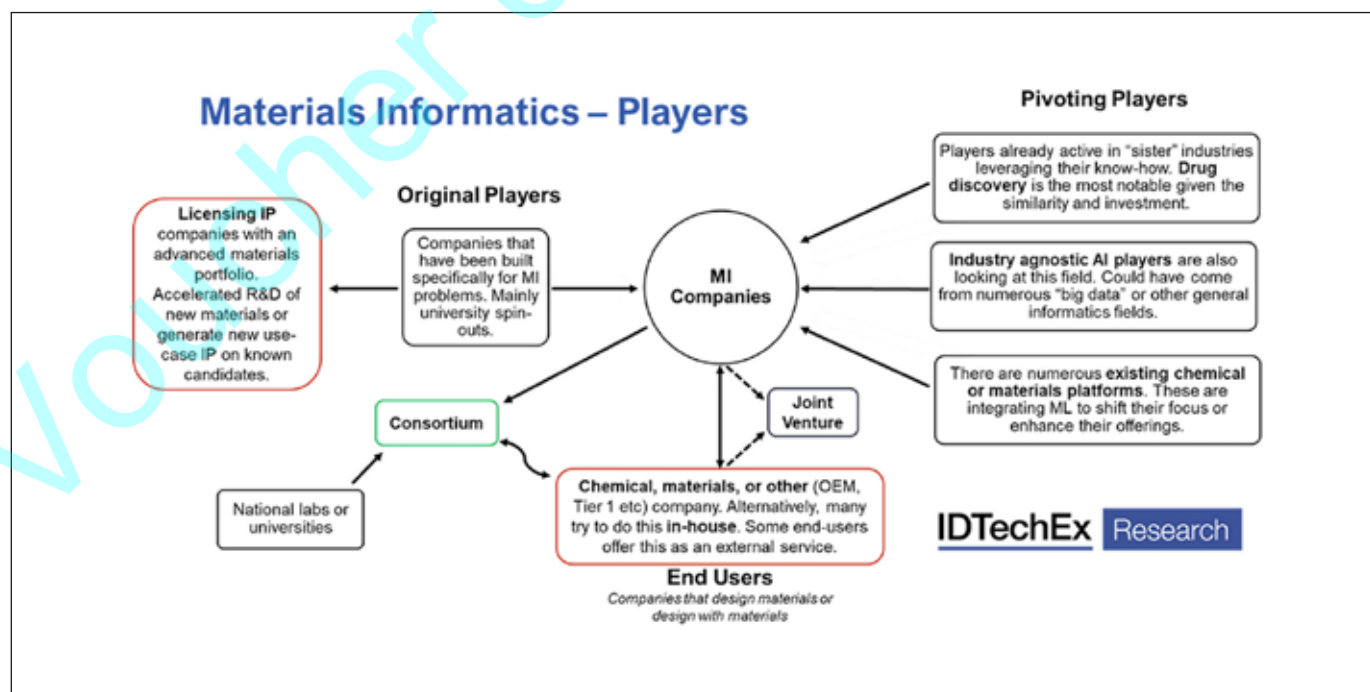 Materials Informatics – Players
Pivoting Players
Players already active in “sister” industries
leveraging their know-how. Drug
discovery is the most notable given the
similarity and investment.
Original Players
Licensing IP
companies with an
advanced materials
portfolio.
Accelerated R&D of
new materials or
generate new use-
case IP on known
candidates.
Companies that
have been built
specifically for MI
problems. Mainly
university spin-
outs.
MI
Companies
Industry agnostic AI players are also
looking at this field. Could have come
from numerous “big data” or other general
informatics fields.
There are numerous existing chemical
or materials platforms. These are
integrating ML to shift their focus or
enhance their offerings.
Consortium
Joint
Venture
National labs or
universities
Chemical, materials, or other (OEM,
Tier 1 etc) company. Alternatively, many
try to do this in-house. Some end-users
offer this as an external service.
End Users
Companies that design materials or
design with materials
IDTechEx Research